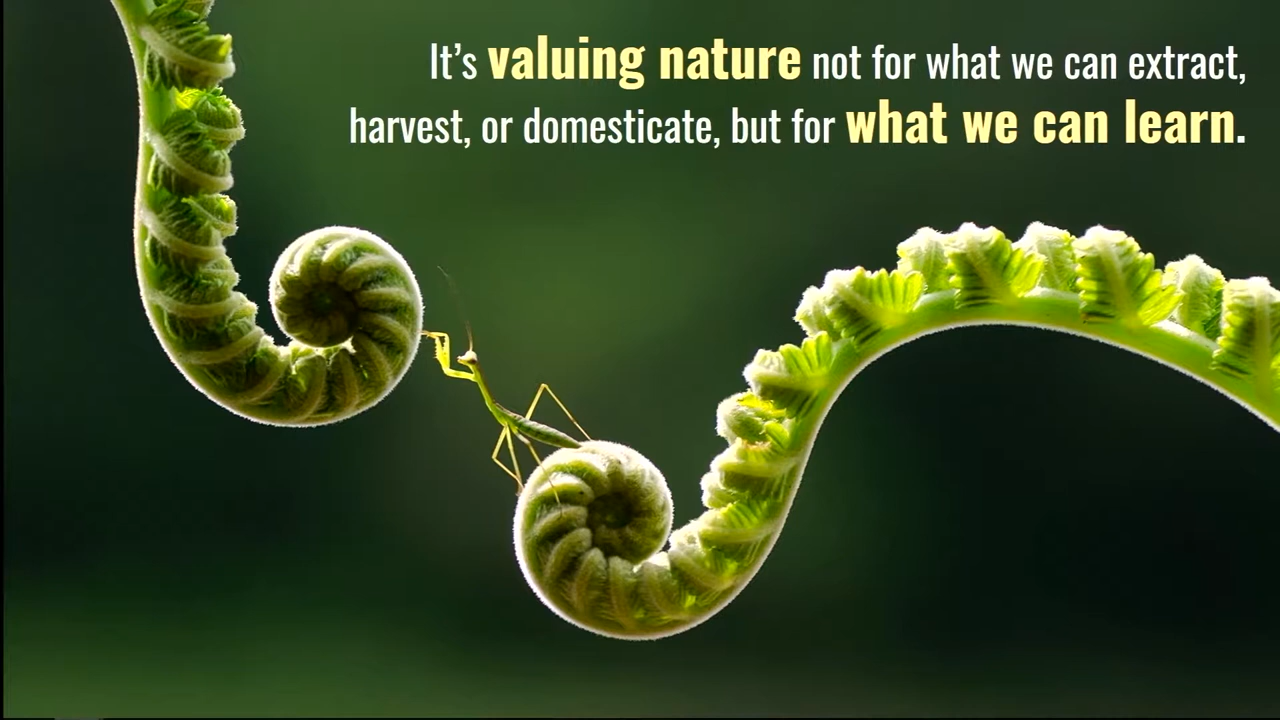 It’s valuing nature not for what we can extract,
harvest, or domesticate, but for what we can learn.